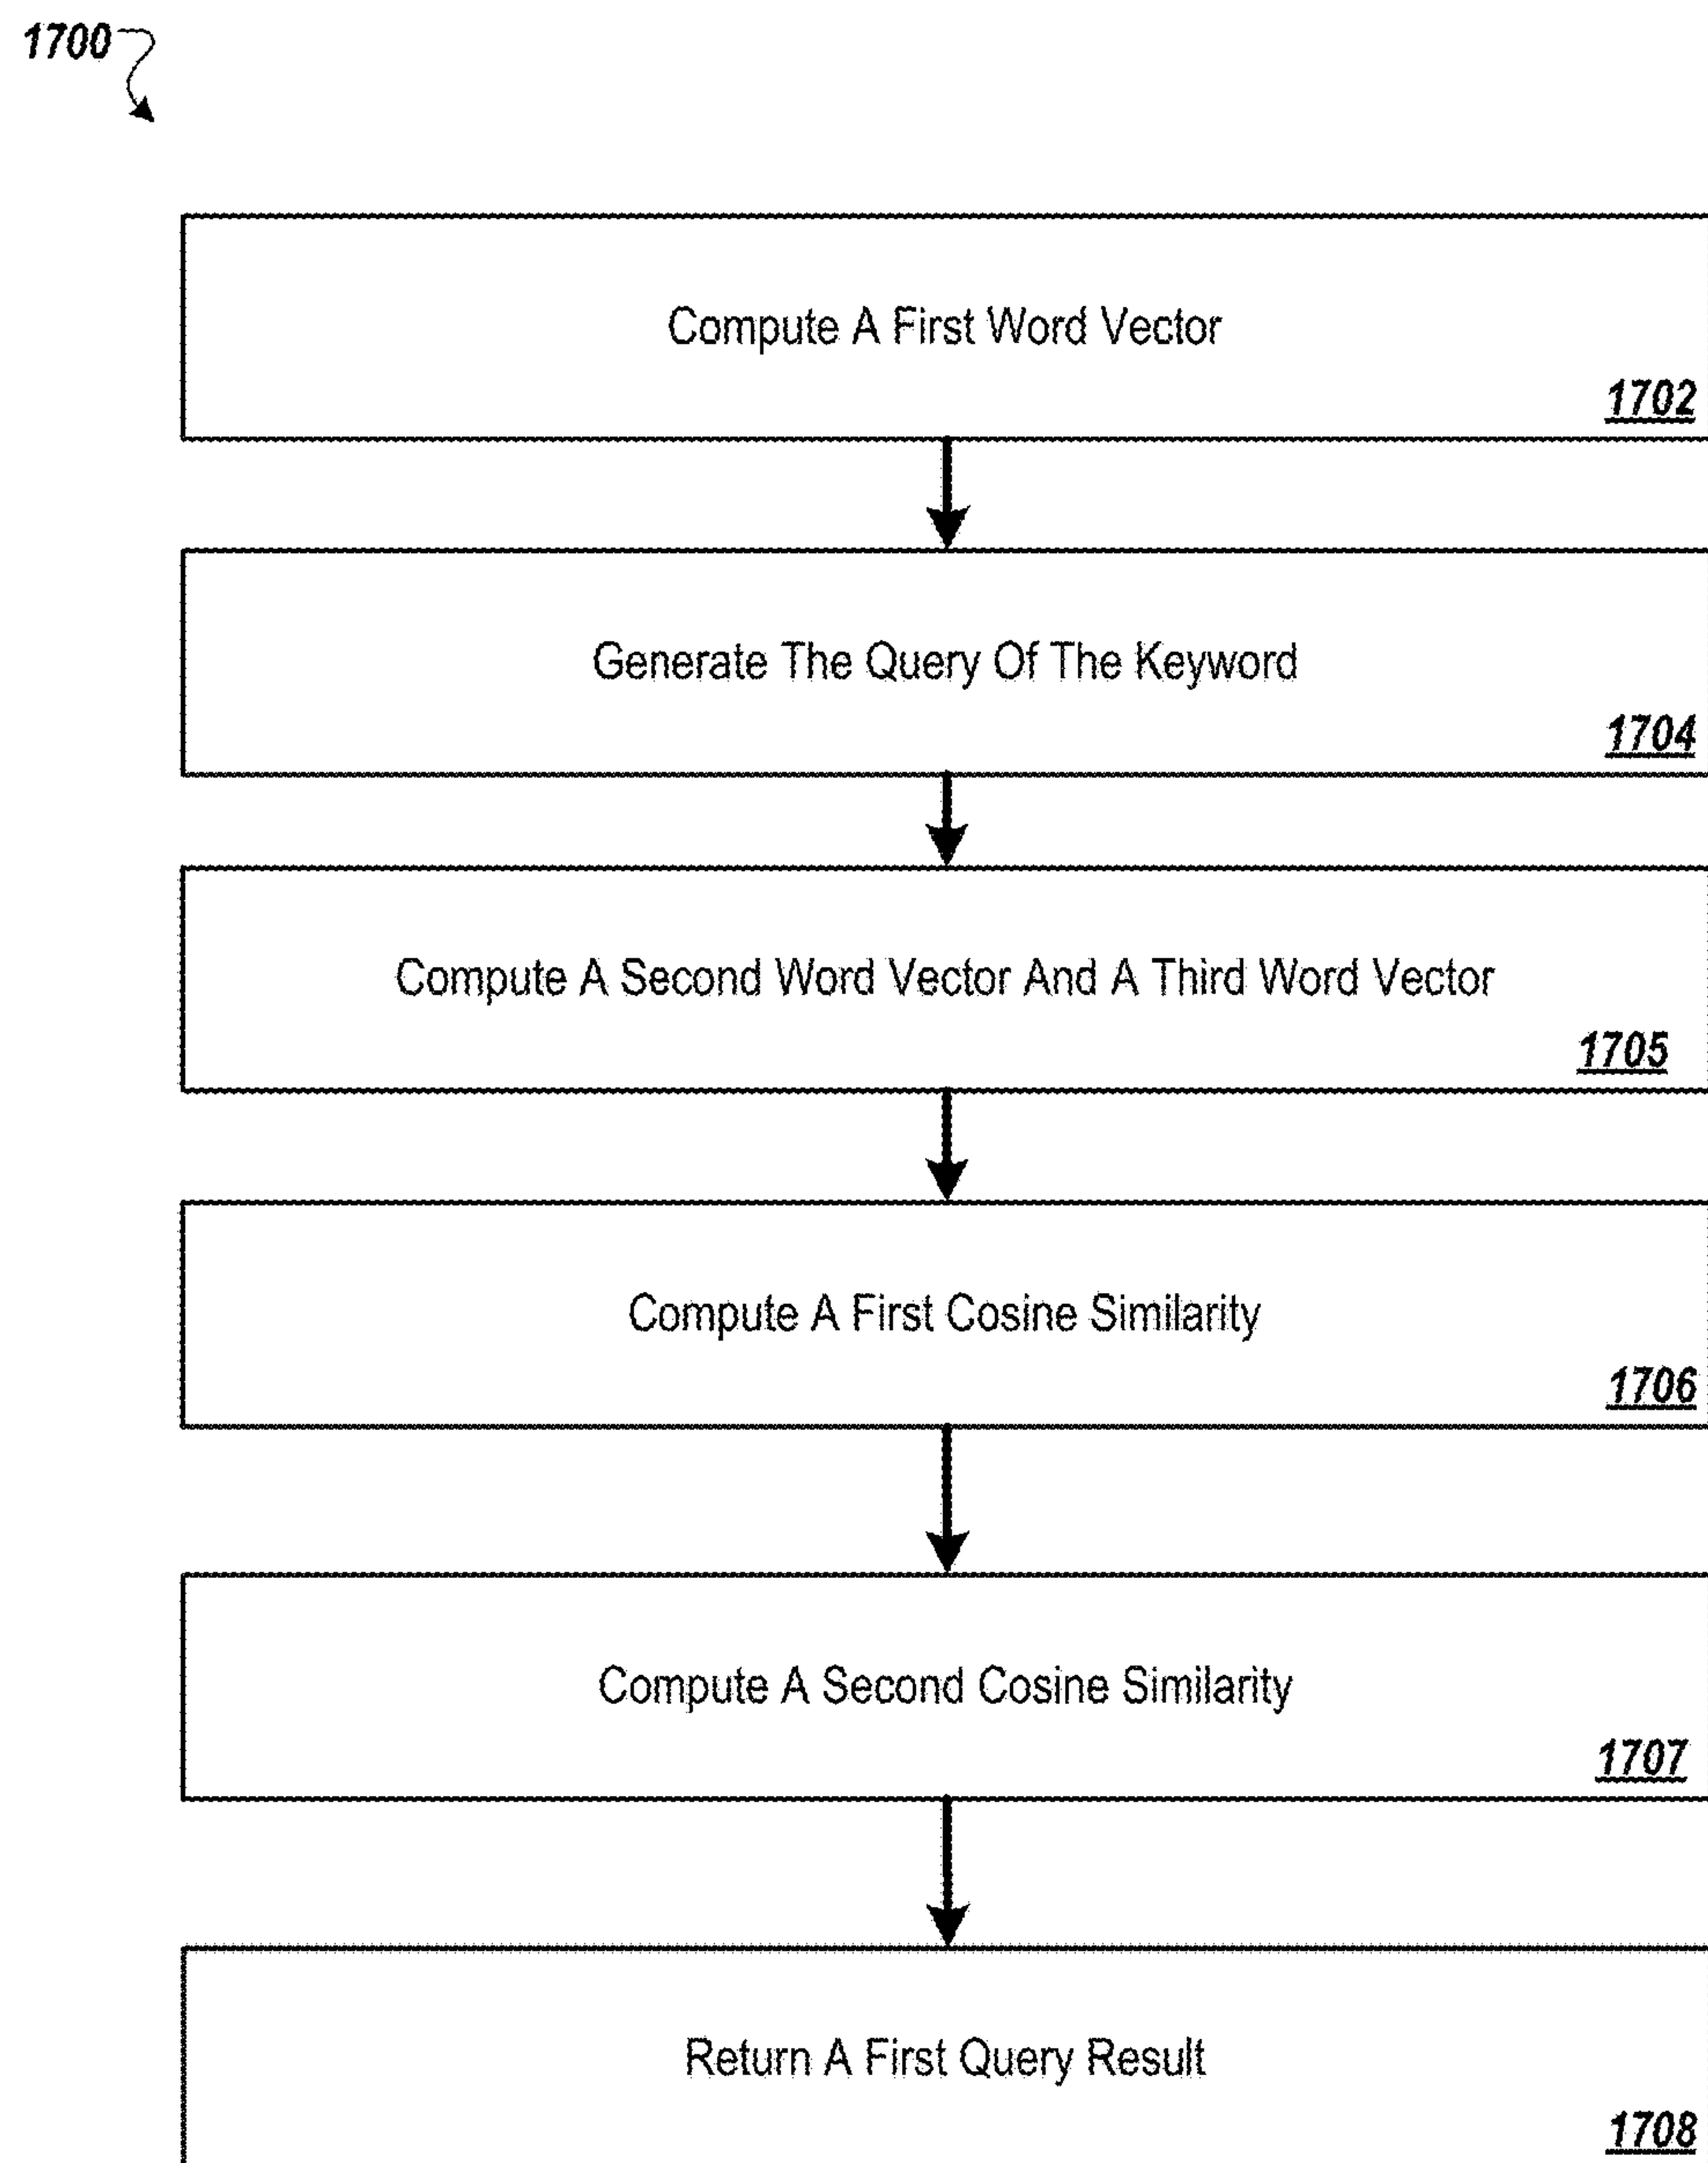 1700
Compute A First Word Vector
1702
Generate The Query Of The Keyword
1704
Compute A Second Word Vector And A Third Word Vector
1705
Compute A First Cosine Similarity
1706
Compute A Second Cosine Similarity
1707
Return A First Query Result
1708